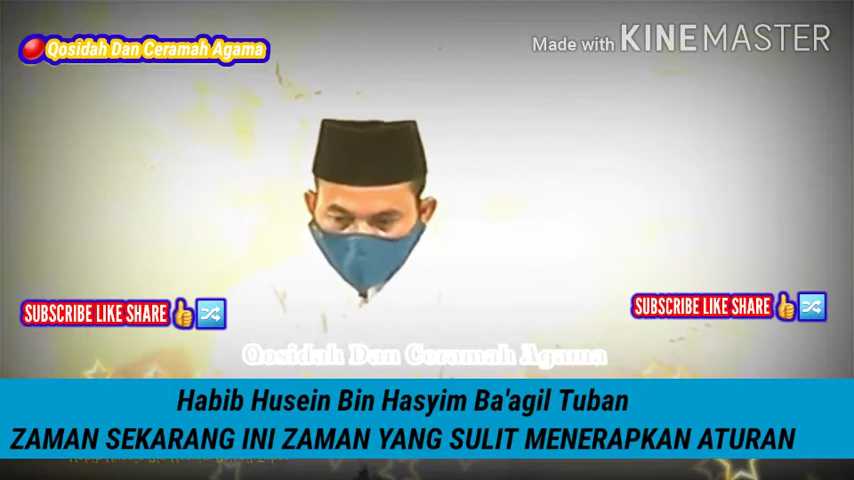 Qosidah Dan Ceramah Agama
Made with KINEMASTER
SUBSCRIBE LIKE SHARE
SUBSCRIBE LIKE SHARE
Qosidah Dan Ceramah Agama
Habib Husein Bin Hasyim Ba'agil Tuban
ZAMAN SEKARANG INI ZAMAN YANG SULIT MENERAPKAN ATURAN